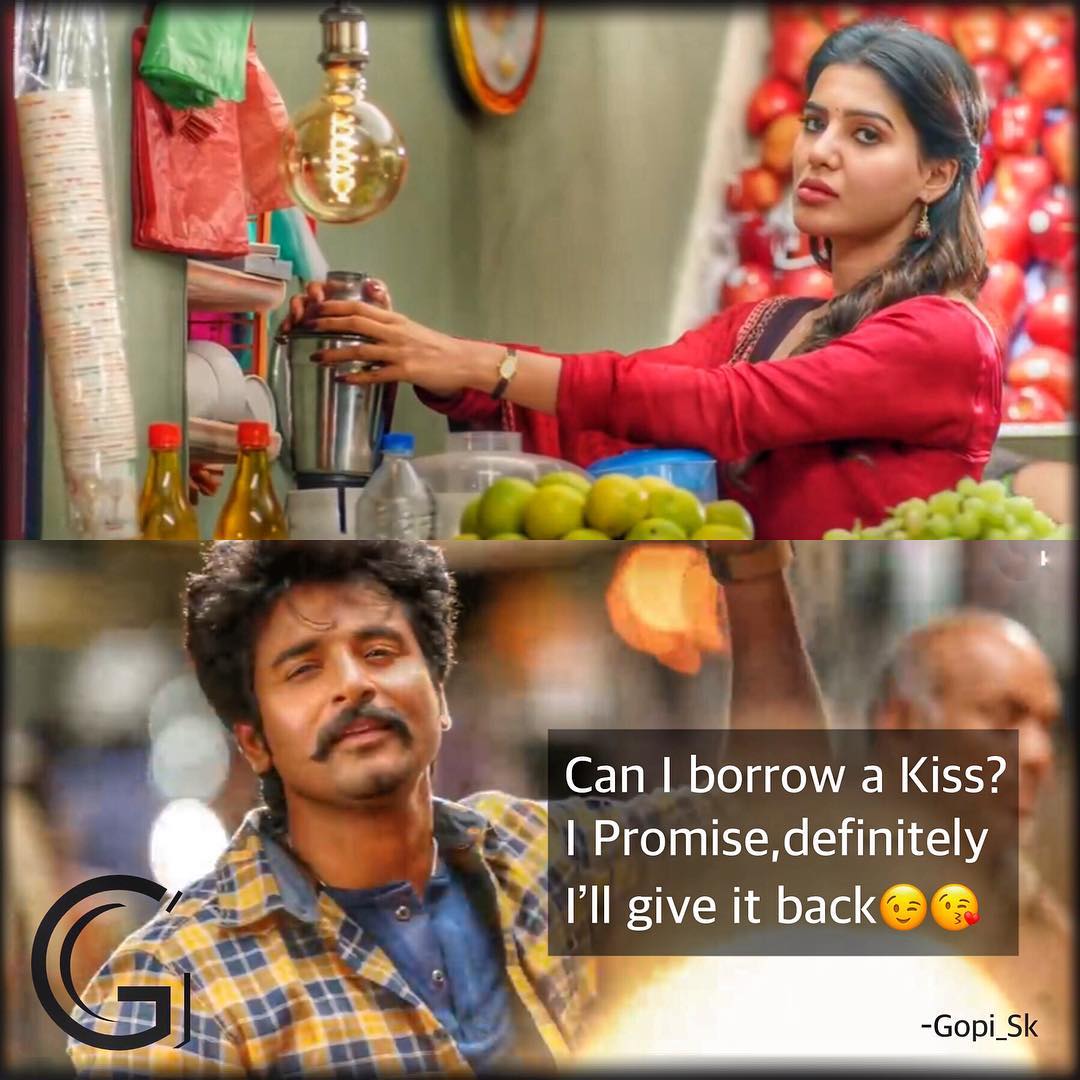 Can I borrow a Kiss?
I Promise,definitely
I'll give it back😉😘
-Gopi_Sk